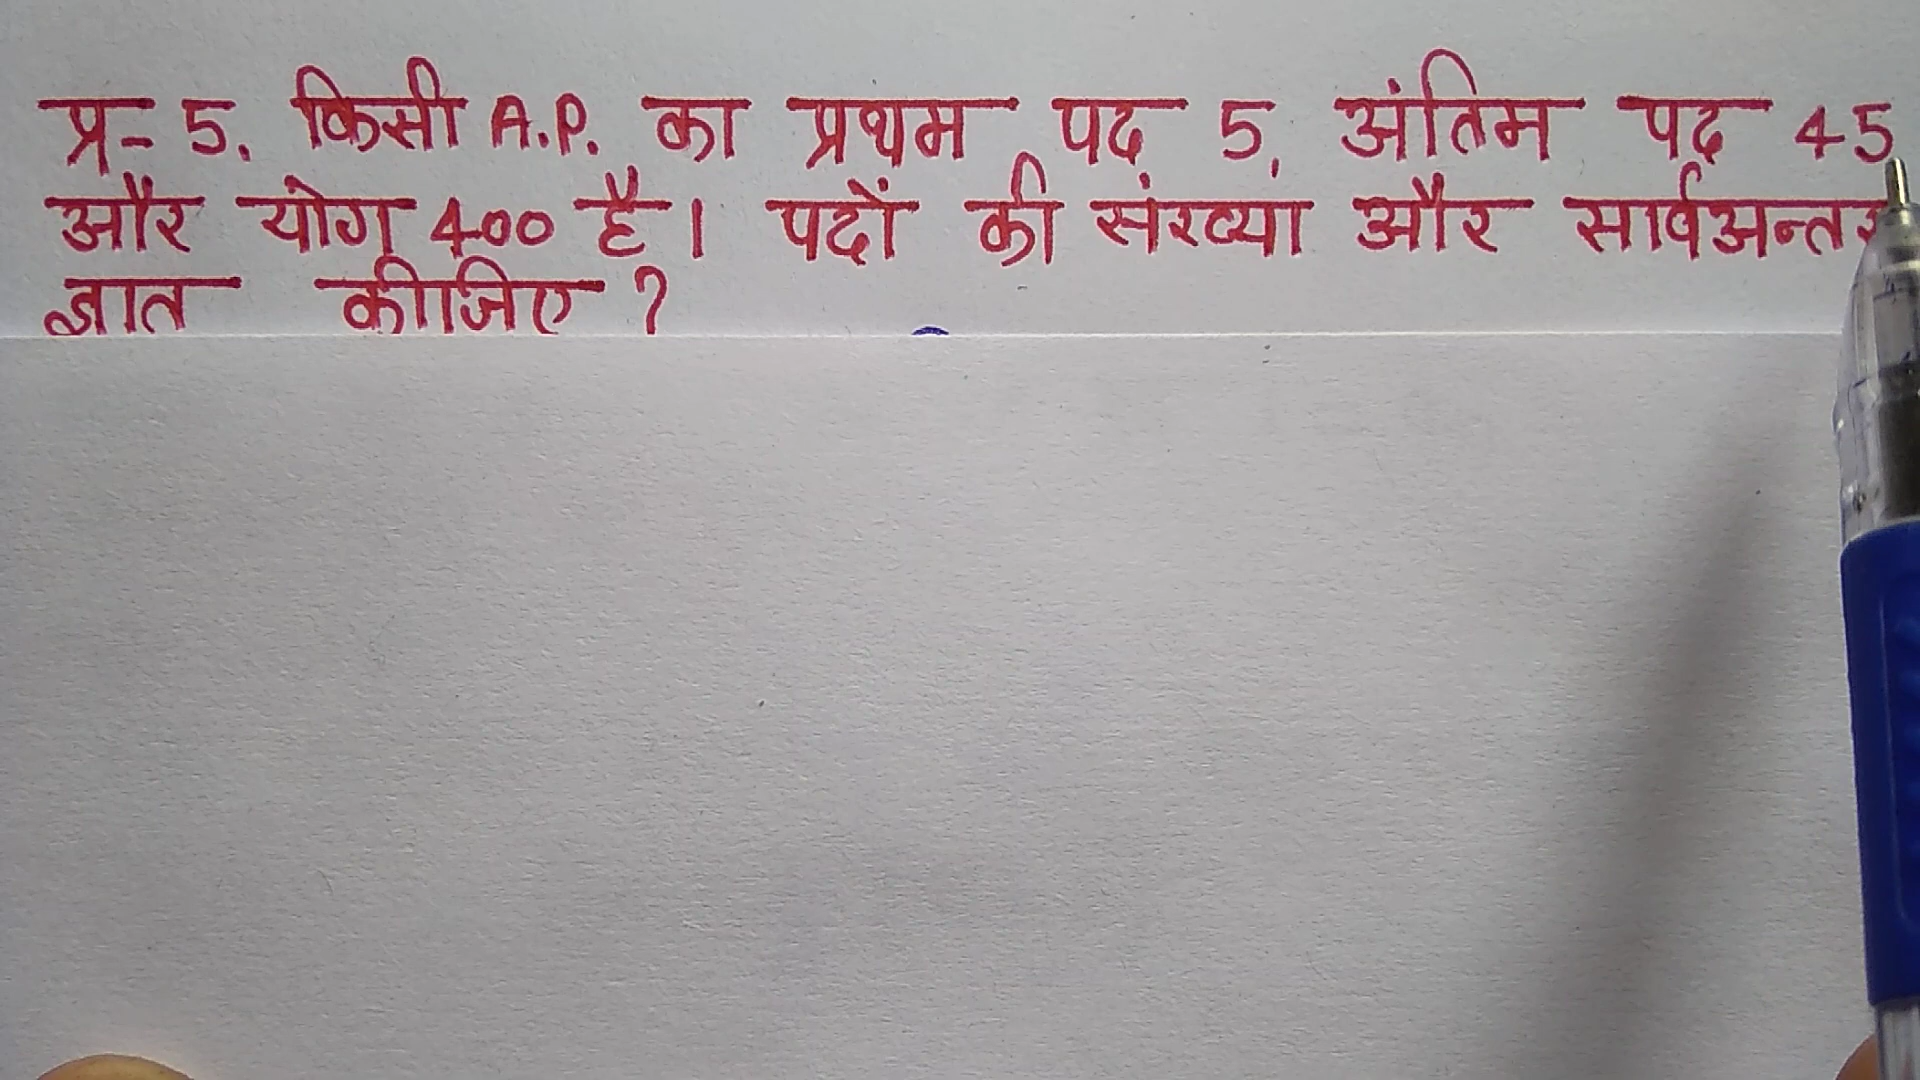 प्र- 5. किसी A.P. का प्रथम पद 5, अंतिम पद 45,
और योग 400 है। पदों की संख्या और सार्वअन्तर
ज्ञात कीजिए ?